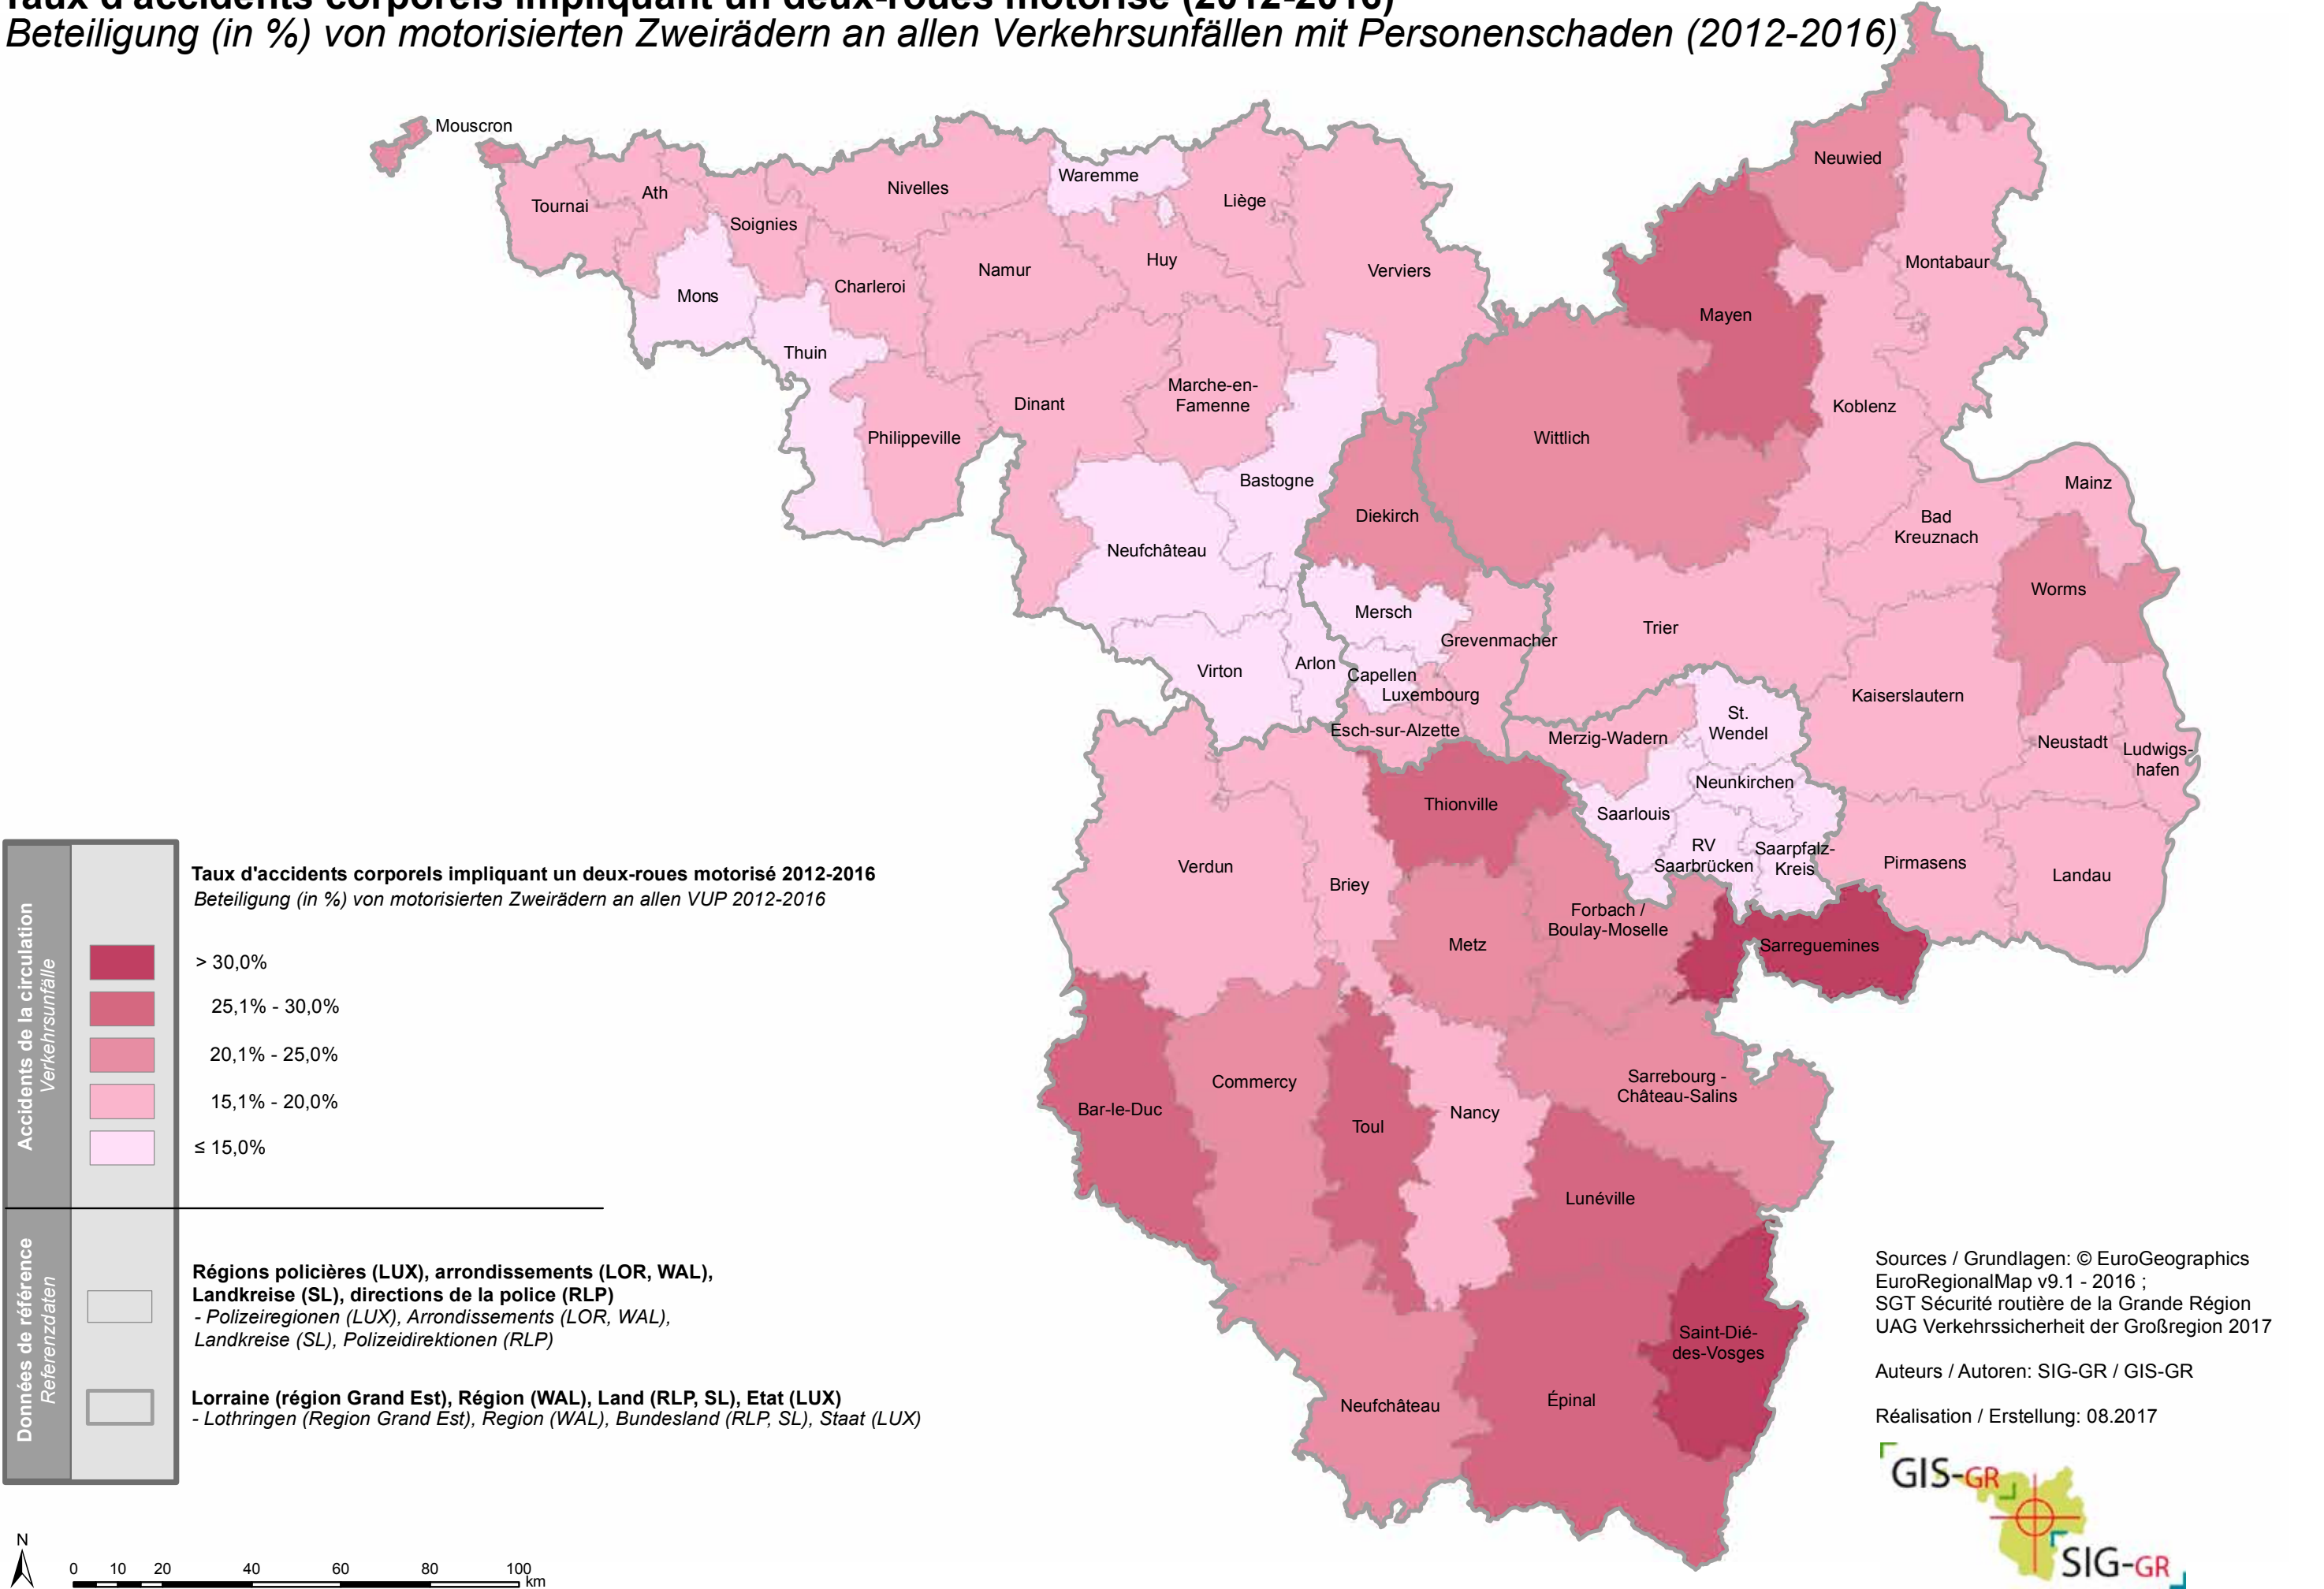 Taux d'accidents corporels impliquant un deux-roues motorisé (2012-2016)
Beteiligung (in %) von motorisierten Zweirädern an allen Verkehrsunfällen mit Personenschaden (2012-2016)
Mouscron
Tournai
Ath
Soignies
Nivelles
Waremme
Liège
Mons
Charleroi
Namur
Huy
Verviers
Thuin
Philippeville
Dinant
Marche-en-
Famenne
Bastogne
Neufchâteau
Virton
Arlon
Neuwied
Montabaur
Mayen
Koblenz
Wittlich
Diekirch
Mersch
Grevenmacher
Capellen
Luxembourg
Esch-sur-Alzette
Mainz
Bad
Kreuznach
Worms
Trier
Kaiserslautern
Neustadt
Ludwigs-
hafen
Merzig-Wadern
St.
Wendel
Neunkirchen
Saarlouis
RV
Saarbrücken
Saarpfalz-
Kreis
Pirmasens
Landau
Thionville
Verdun
Briey
Metz
Forbach /
Boulay-Moselle
Sarreguemines
Bar-le-Duc
Commercy
Toul
Nancy
Sarrebourg -
Château-Salins
Lunéville
Saint-Dié-
des-Vosges
Neufchâteau
Épinal
Accidents de la circulation
Verkehrsunfälle
Taux d'accidents corporels impliquant un deux-roues motorisé 2012-2016
Beteiligung (in %) von motorisierten Zweirädern an allen VUP 2012-2016
> 30,0%
25,1% - 30,0%
20,1% - 25,0%
15,1% - 20,0%
≤ 15,0%
Données de référence
Referenzdaten
Régions policières (LUX), arrondissements (LOR, WAL),
Landkreise (SL), directions de la police (RLP)
- Polizeiregionen (LUX), Arrondissements (LOR, WAL),
Landkreise (SL), Polizeidirektionen (RLP)
Lorraine (région Grand Est), Région (WAL), Land (RLP, SL), Etat (LUX)
- Lothringen (Region Grand Est), Region (WAL), Bundesland (RLP, SL), Staat (LUX)
N
0 10 20 40 60 80 100
km
Sources / Grundlagen: © EuroGeographics
EuroRegionalMap v9.1 - 2016 ;
SGT Sécurité routière de la Grande Région
UAG Verkehrssicherheit der Großregion 2017
Auteurs / Autoren: SIG-GR / GIS-GR
Réalisation / Erstellung: 08.2017
GIS-GR
SIG-GR